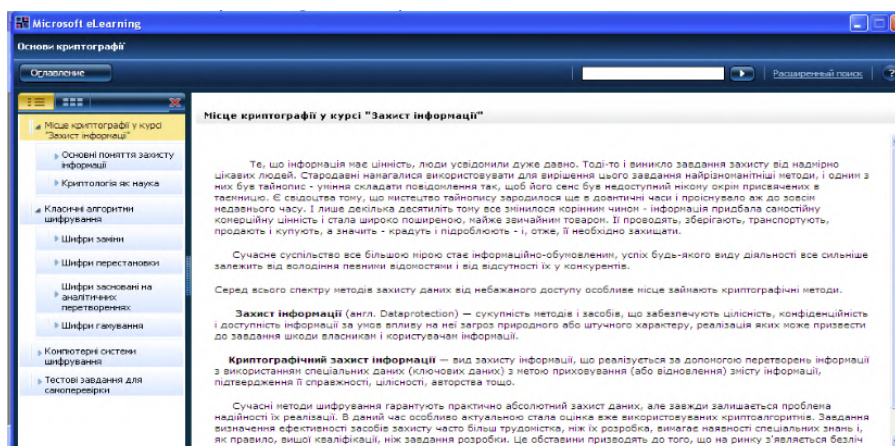 Microsoft eLearning
Основи криптографії
Оглавление
Расширенный поиск
?
Місце криптографії у курсі
"Захист інформації"
Основні поняття захисту
інформації
Криптологія як наука
Класичні алгоритми
шифрування
Шифри заміни
Шифри перестановки
Шифри засновані на
аналітичних
перетвореннях
Шифри гамування
Компютерні системи
шифрування
Тестові завдання для
самоперевірки
Місце криптографії у курсі "Захист інформації"
Те, що інформація має цінність, люди усвідомили дуже давно. Тоді-то і виникло завдання захисту від надмірно
цікавих людей. Стародавні намагалися використовувати для вирішення цього завдання найрізноманітніші методи, і одним з
них був тайнопис - уміння складати повідомлення так, щоб його сенс був недоступний нікому окрім присвячених в
таємницю. Є свідоцтва тому, що мистецтво тайнопису зародилося ще в доантичні часи і проіснувало аж до зовсім
недавнього часу. І лише декілька десятиліть тому все змінилося корінним чином - інформація придбала самостійну
комерційну цінність і стала широко поширеною, майже звичайним товаром. Її проводять, зберігають, транспортують,
продають і купують, а значить - крадуть і підроблюють - і, отже, її необхідно захищати.
Сучасне суспільство все більшою мірою стає інформаційно-обумовленим, успіх будь-якого виду діяльності все сильніше
залежить від володіння певними відомостями і від відсутності їх у конкурентів.
Серед всього спектру методів захисту даних від небажаного доступу особливе місце займають криптографічні методи.
Захист інформації (англ. Dataprotection) — сукупність методів і засобів, що забезпечують цілісність, конфіденційність
і доступність інформації за умов впливу на неї загроз природного або штучного характеру, реалізація яких може призвести
до завдання шкоди власникам і користувачам інформації.
Криптографічний захист інформації — вид захисту інформації, що реалізується за допомогою перетворень інформації
з використанням спеціальних даних (ключових даних) з метою приховування (або відновлення) змісту інформації,
підтвердження її справжності, цілісності, авторства тощо.
Сучасні методи шифрування гарантують практично абсолютний захист даних, але завжди залишається проблема
надійності їх реалізації. В даний час особливо актуальною стала оцінка вже використовуваних криптоалгоритмів. Завдання
визначення ефективності засобів захисту часто більш трудомістка, ніж їх розробка, вимагає наявності спеціальних знань і,
як правило, вищої кваліфікації, ніж завдання розробки. Це обставини призводять до того, що на ринку з'являється безліч